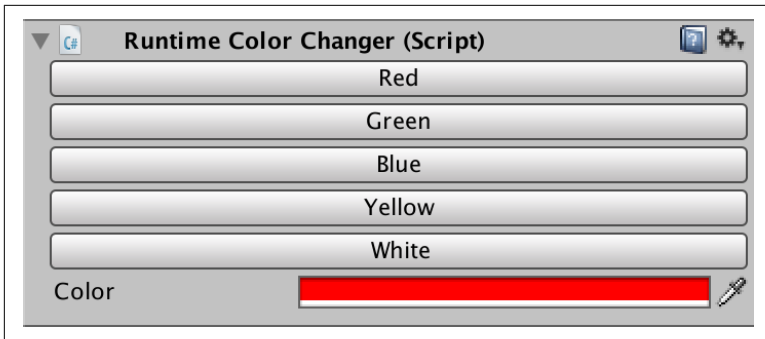 C# Runtime Color Changer (Script) ?
Red
Green
Blue
Yellow
White
Color